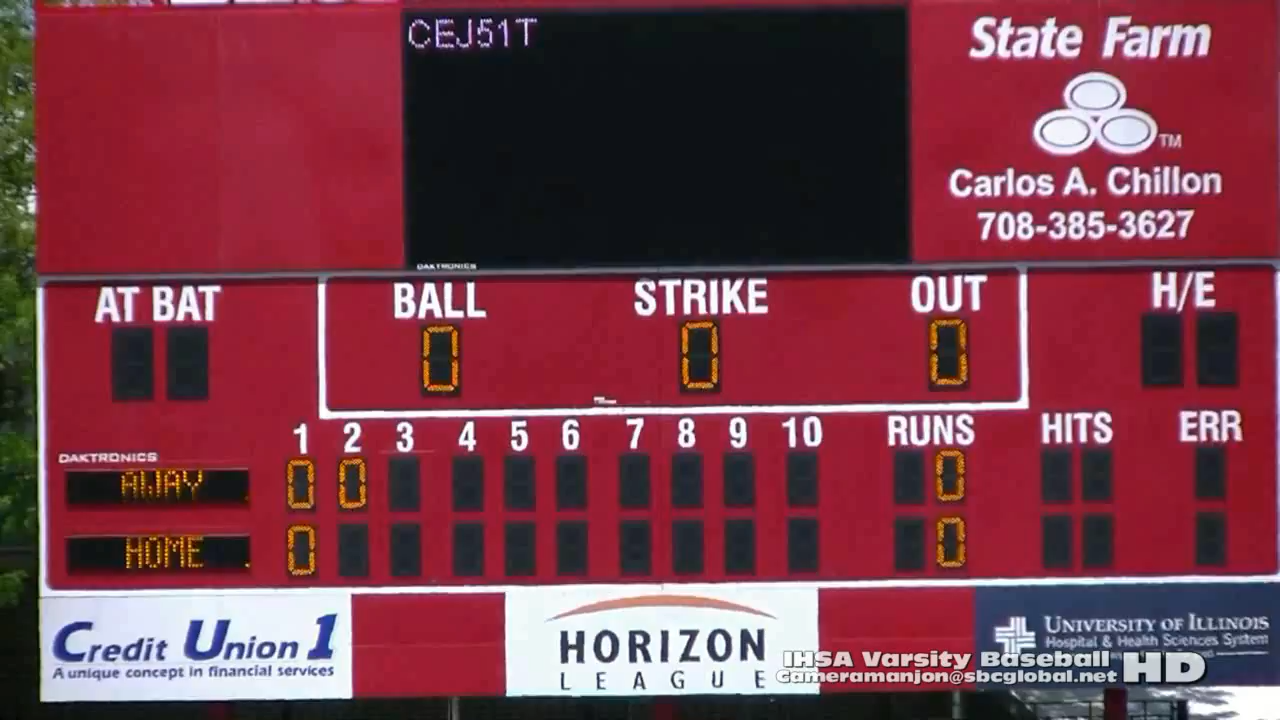 CEJ51T
State Farm
TM
Carlos A. Chillon
708-385-3627
DAKTRONICS
AT BAT BALL STRIKE OUT H/E
0 0 0
1 2 3 4 5 6 7 8 9 10 RUNS HITS ERR
DAKTRONICS
AWAY 0 0 0
HOME 0 0
Credit Union 1
A unique concept in financial services
HORIZON
LEAGUE
UNIVERSITY OF ILLINOIS
Hospital & Health Sciences System
IHSA Varsity Baseball HD
cameramanjon@sbcglobal.net